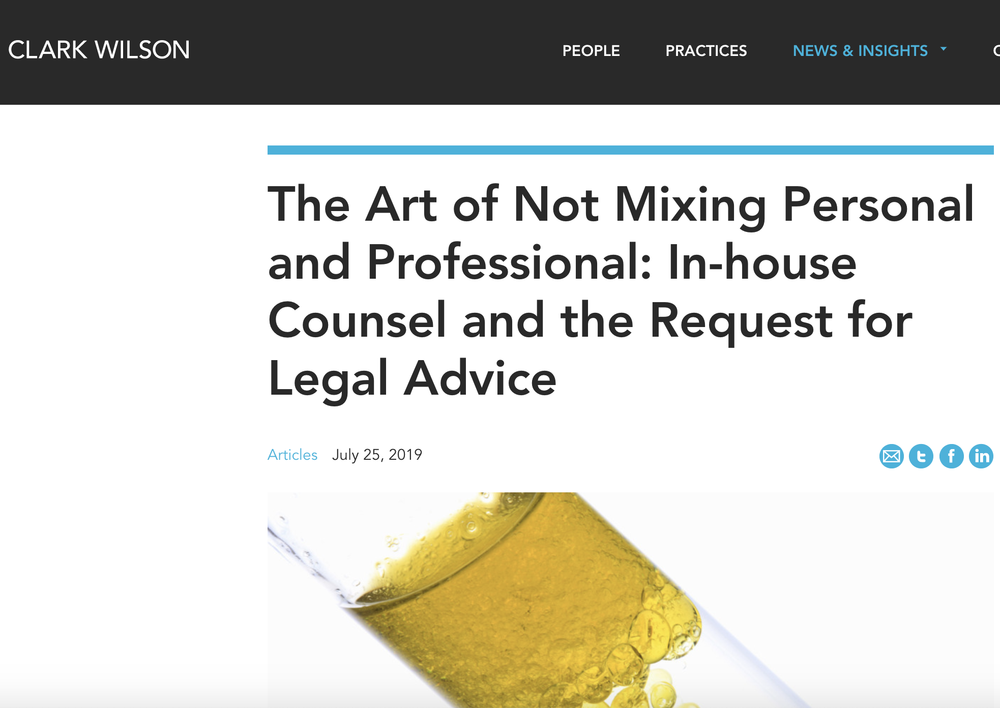 CLARK WILSON
PEOPLE PRACTICES NEWS & INSIGHTS
The Art of Not Mixing Personal
and Professional: In-house
Counsel and the Request for
Legal Advice
Articles July 25, 2019